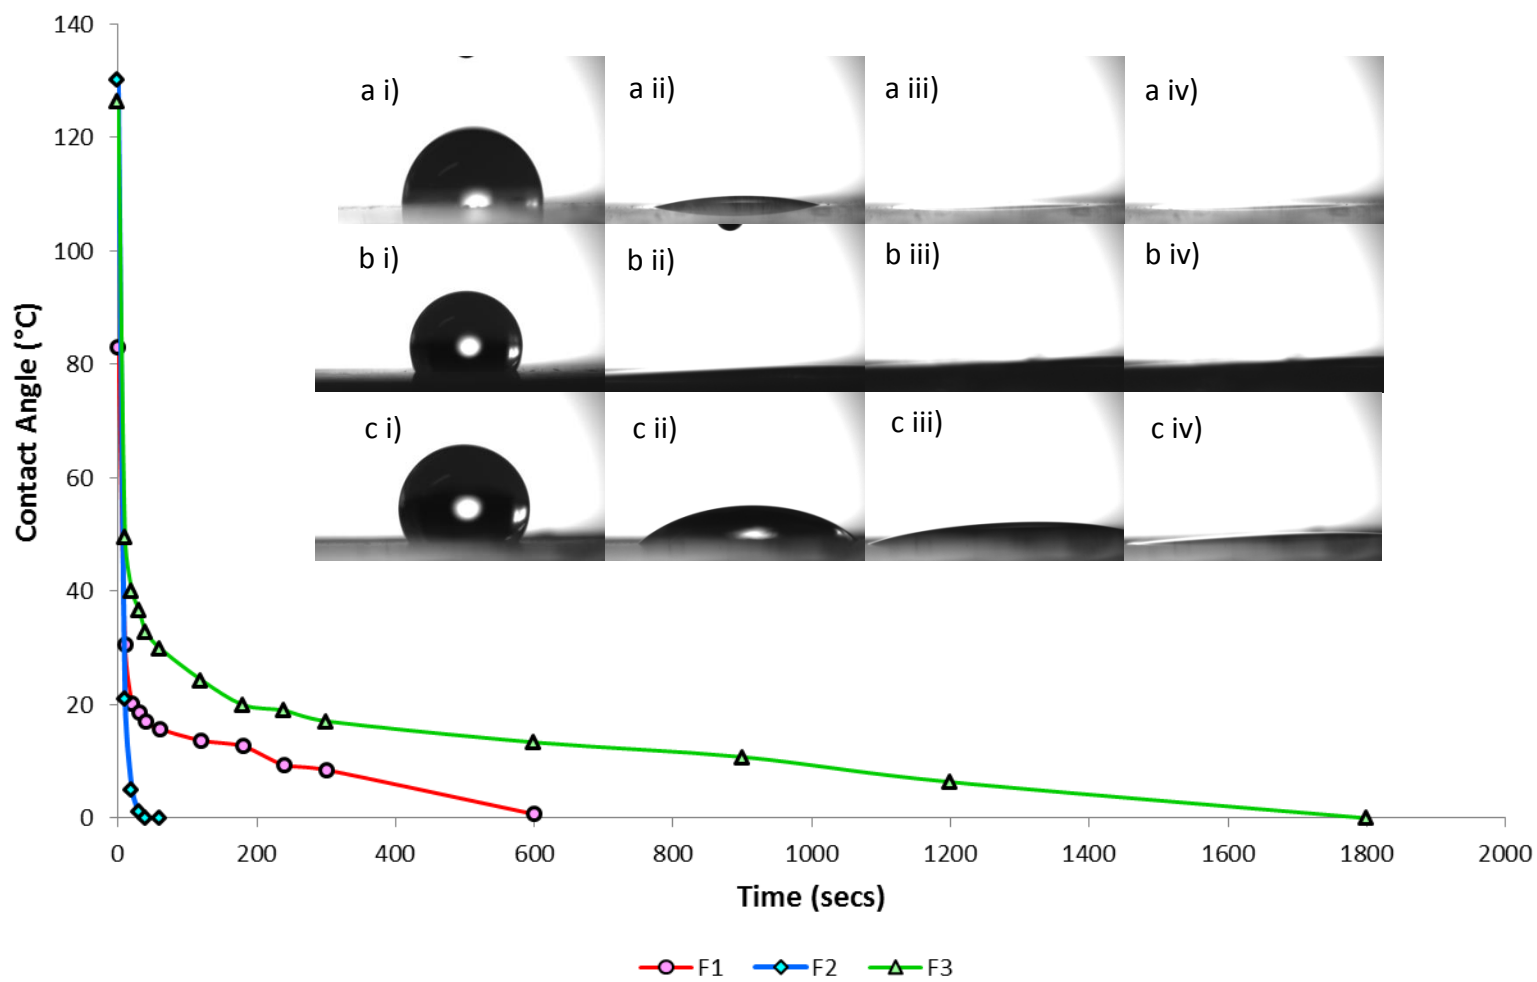 140
120
100
80
60
40
20
0
Contact Angle (°C)
a i)
a ii)
a iii)
a iv)
b i)
b ii)
b iii)
b iv)
c i)
c ii)
c iii)
c iv)
0 200 400 600 800 1000 1200 1400 1600 1800 2000
Time (secs)
F1 F2 F3